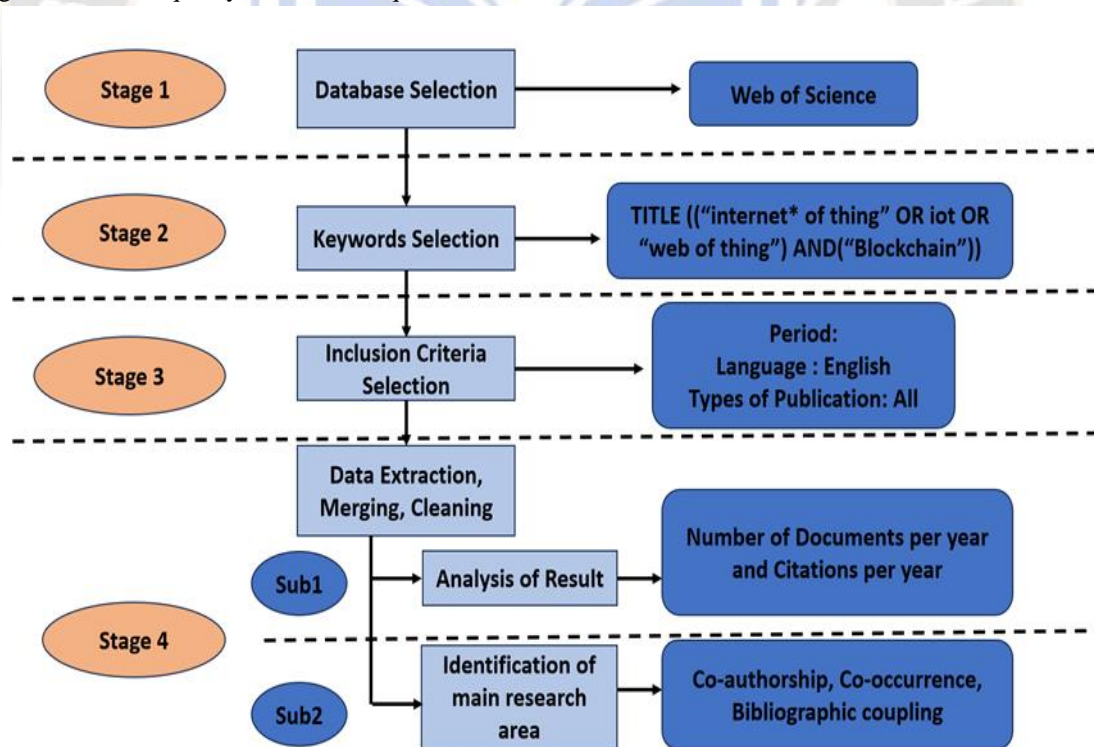 Stage 1
Database Selection
Web of Science
Stage 2
Keywords Selection
TITLE ((“internet* of thing” OR iot OR
“web of thing”) AND(“Blockchain”))
Stage 3
Inclusion Criteria
Selection
Period:
Language : English
Types of Publication: All
Stage 4
Data Extraction,
Merging, Cleaning
Sub1
Analysis of Result
Number of Documents per year
and Citations per year
Sub2
Identification of
main research
area
Co-authorship, Co-occurrence,
Bibliographic coupling